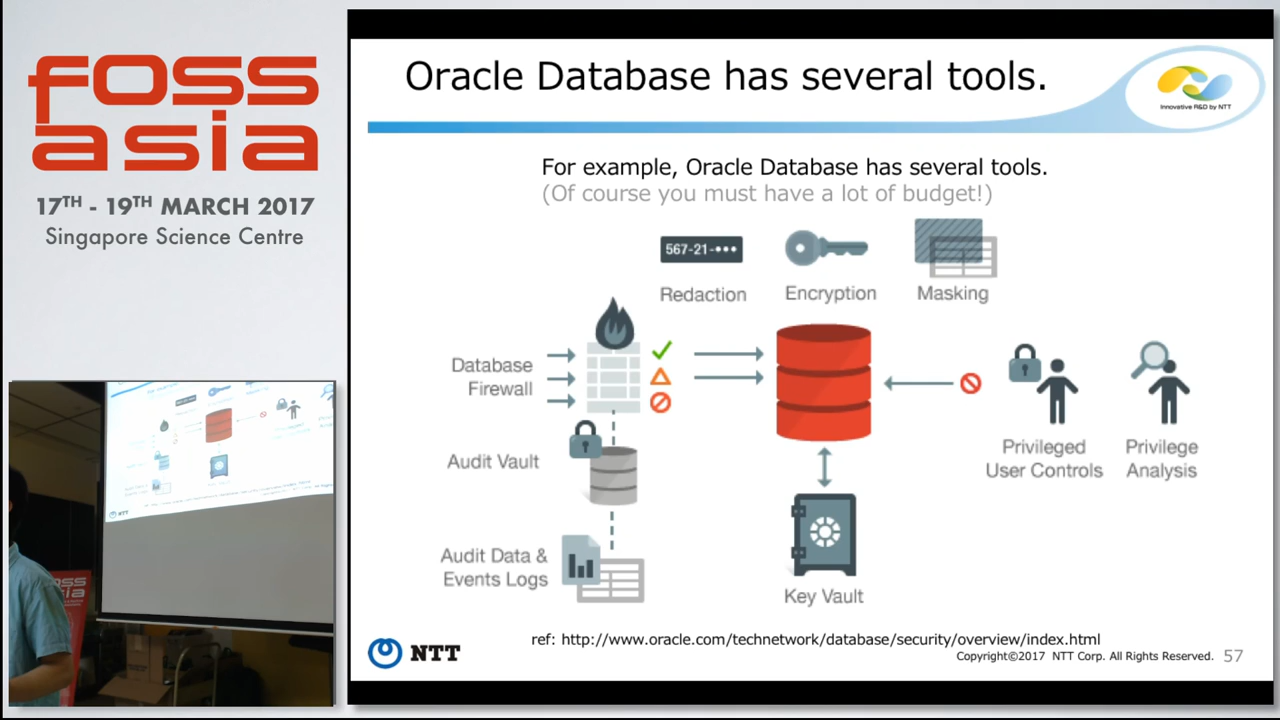 foss
asia
17TH - 19TH MARCH 2017
Singapore Science Centre
Oracle Database has several tools.
Innovative R&D by NTT
For example, Oracle Database has several tools.
(Of course you must have a lot of budget!)
567-21-•••
Redaction
Encryption
Masking
Database
Firewall
Audit Vault
Audit Data &
Events Logs
Key Vault
Privileged
User Controls
Privilege
Analysis
ref: http://www.oracle.com/technetwork/database/security/overview/index.html
NTT
Copyright©2017 NTT Corp. All Rights Reserved.
57
NTT